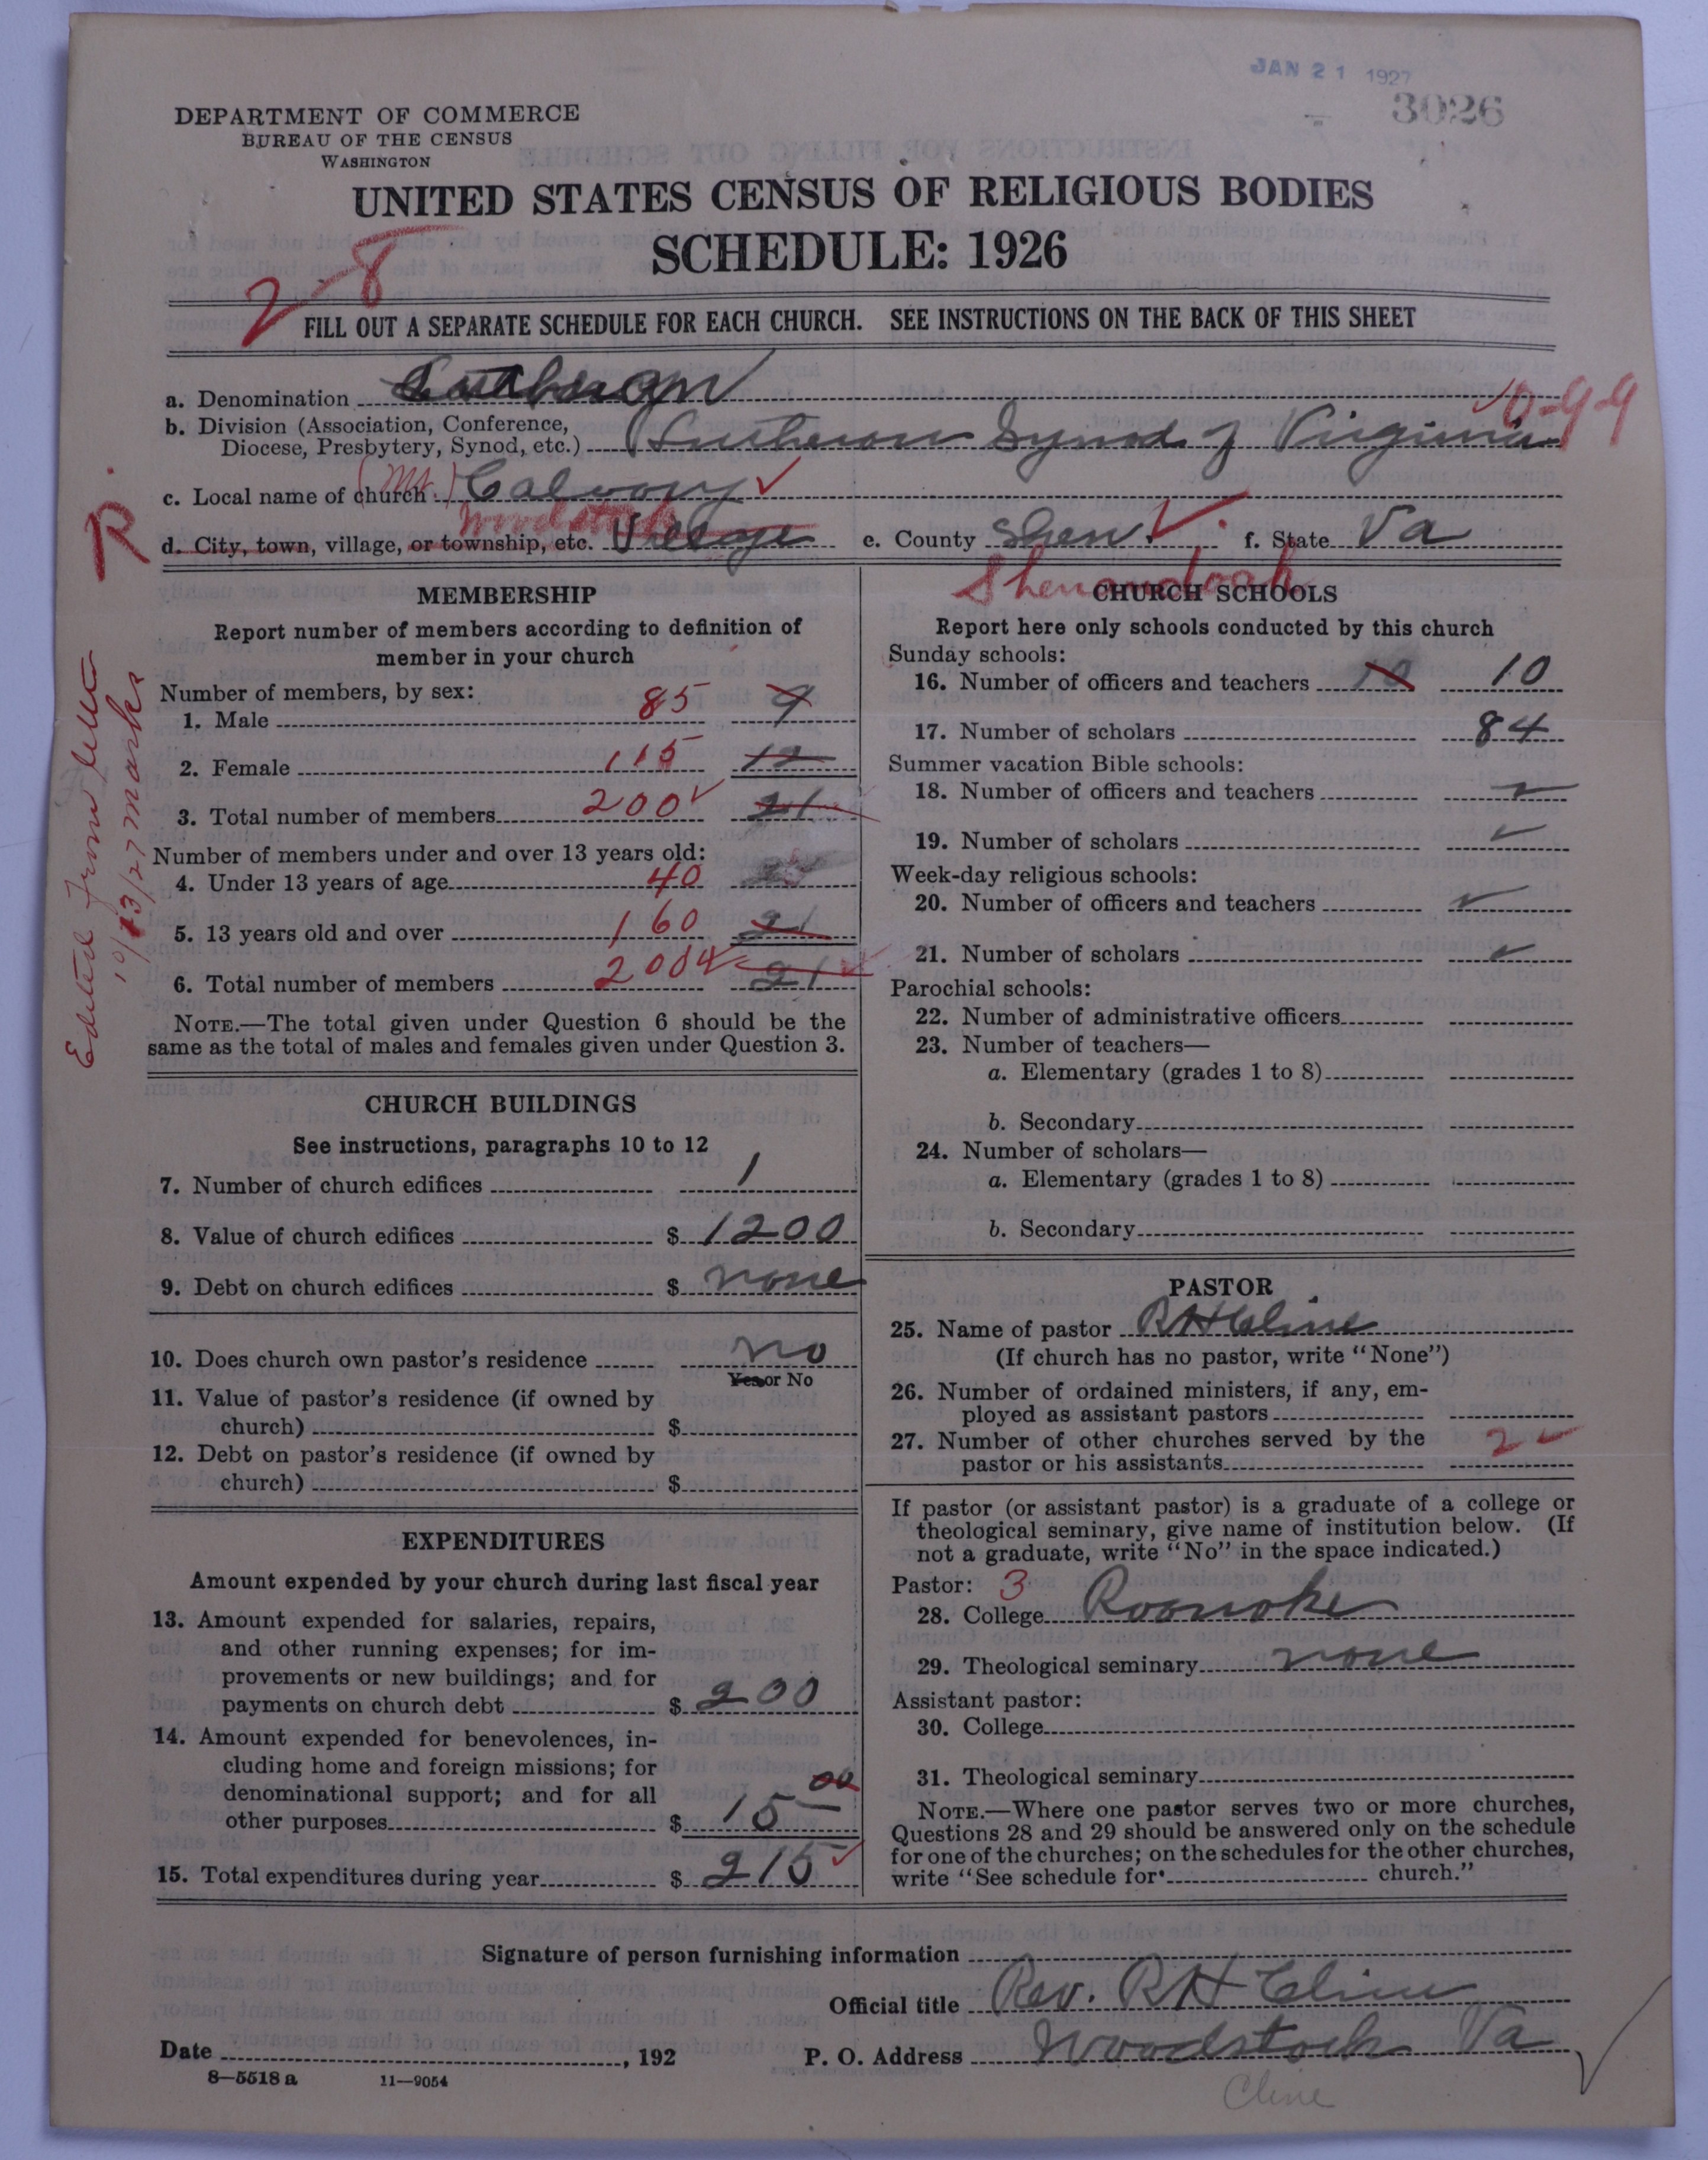 JAN 21 1927
3026
DEPARTMENT OF COMMERCE
BUREAU OF THE CENSUS
WASHINGTON
UNITED STATES CENSUS OF RELIGIOUS BODIES
SCHEDULE: 1926
2-8
FILL OUT A SEPARATE SCHEDULE FOR EACH CHURCH. SEE INSTRUCTIONS ON THE BACK OF THIS SHEET
a. Denomination Lutheran
0-9-9
b. Division (Association, Conference,
Diocese, Presbytery, Synod, etc.) Lutheran Synod of Virginia
c. Local name of church (Mt.) Calvary
Woodstock
d. City, town, village, or township, etc. Village e. County Shen. f. State Va
Shenandoah
R.
Edited from letter
10/13/27 Marks
MEMBERSHIP
Report number of members according to definition of
member in your church
Number of members, by sex:
1. Male 85 9
2. Female 115 12
3. Total number of members 200 21
Number of members under and over 13 years old:
4. Under 13 years of age 40
5. 13 years old and over 160 21
6. Total number of members 200 21
NOTE.—The total given under Question 6 should be the
same as the total of males and females given under Question 3.
CHURCH BUILDINGS
See instructions, paragraphs 10 to 12
7. Number of church edifices 1
8. Value of church edifices $ 1200
9. Debt on church edifices $ none
10. Does church own pastor's residence no
Yes or No
11. Value of pastor's residence (if owned by
church) $
12. Debt on pastor's residence (if owned by
church) $
EXPENDITURES
Amount expended by your church during last fiscal year
13. Amount expended for salaries, repairs,
and other running expenses; for im-
provements or new buildings; and for
payments on church debt $ 200
14. Amount expended for benevolences, in-
cluding home and foreign missions; for
denominational support; and for all
other purposes $ 15 00
15. Total expenditures during year $ 215
CHURCH SCHOOLS
Report here only schools conducted by this church
Sunday schools:
16. Number of officers and teachers 10 10
17. Number of scholars 84
Summer vacation Bible schools:
18. Number of officers and teachers
19. Number of scholars
Week-day religious schools:
20. Number of officers and teachers
21. Number of scholars
Parochial schools:
22. Number of administrative officers
23. Number of teachers—
a. Elementary (grades 1 to 8)
b. Secondary
24. Number of scholars—
a. Elementary (grades 1 to 8)
b. Secondary
PASTOR
25. Name of pastor R H Cline
(If church has no pastor, write "None")
26. Number of ordained ministers, if any, em-
ployed as assistant pastors
27. Number of other churches served by the
pastor or his assistants 2
If pastor (or assistant pastor) is a graduate of a college or
theological seminary, give name of institution below. (If
not a graduate, write "No" in the space indicated.)
Pastor: 3
28. College Roanoke
29. Theological seminary none
Assistant pastor:
30. College
31. Theological seminary
NOTE.—Where one pastor serves two or more churches,
Questions 28 and 29 should be answered only on the schedule
for one of the churches; on the schedules for the other churches,
write "See schedule for church."
Signature of person furnishing information
Official title Rev. R H Cline
Date , 192 P. O. Address Woodstock Va
8—5518 a 11—9054
Cline